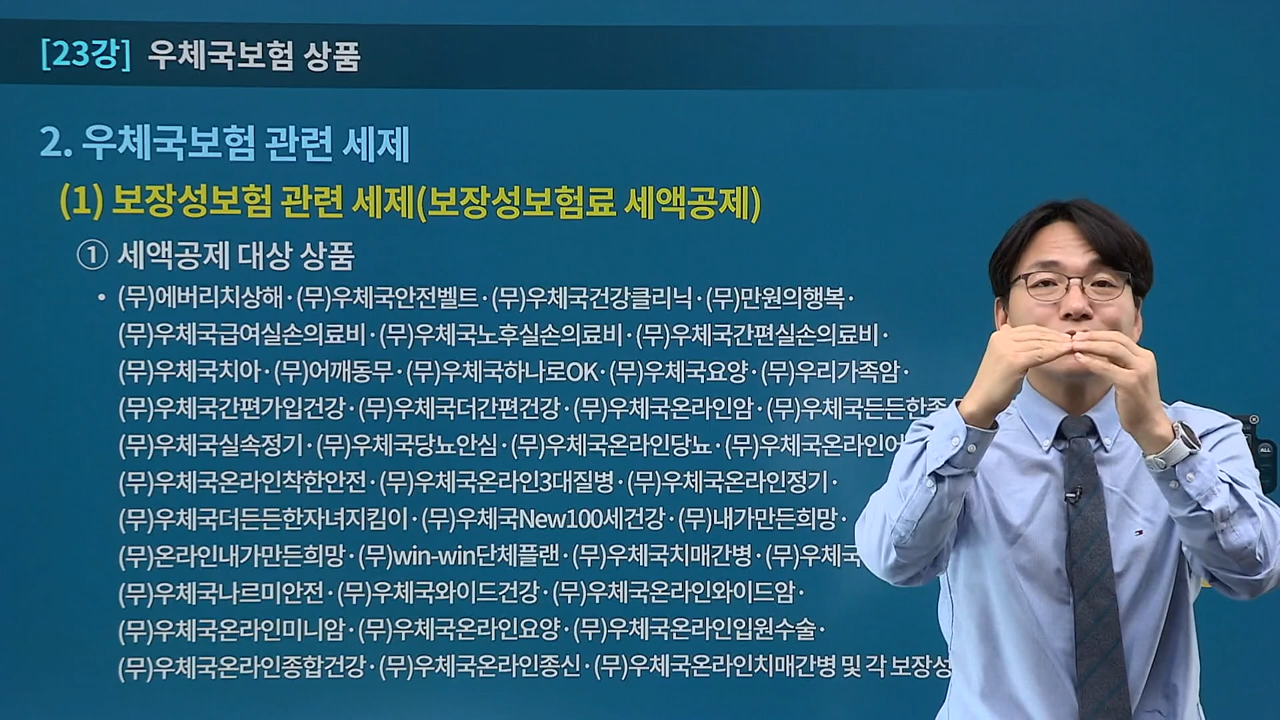 [23강] 우체국보험 상품
2. 우체국보험 관련 세제
(1) 보장성보험 관련 세제(보장성보험료 세액공제)
① 세액공제 대상 상품
• (무)에버리치상해 · (무)우체국안전벨트 · (무)우체국건강클리닉 · (무)만원의행복 ·
(무)우체국급여실손의료비 · (무)우체국노후실손의료비 · (무)우체국간편실손의료비 ·
(무)우체국치아 · (무)어깨동무 · (무)우체국하나로OK · (무)우체국요양 · (무)우리가족암 ·
(무)우체국간편가입건강 · (무)우체국더간편건강 · (무)우체국온라인암 · (무)우체국든든한
(무)우체국실속정기 · (무)우체국당뇨안심 · (무)우체국온라인당뇨 · (무)우체국온라인
(무)우체국온라인착한안전 · (무)우체국온라인3대질병 · (무)우체국온라인정기 ·
(무)우체국더든든한자녀지킴이 · (무)우체국New100세건강 · (무)내가만든희망 ·
(무)온라인내가만든희망 · (무)win-win단체플랜 · (무)우체국치매간병 · (무)우체국
(무)우체국나르미안전 · (무)우체국와이드건강 · (무)우체국온라인와이드암 ·
(무)우체국온라인미니암 · (무)우체국온라인요양 · (무)우체국온라인입원수술 ·
(무)우체국온라인종합건강 · (무)우체국온라인종신 · (무)우체국온라인치매간병 및 각 보장성
ALL